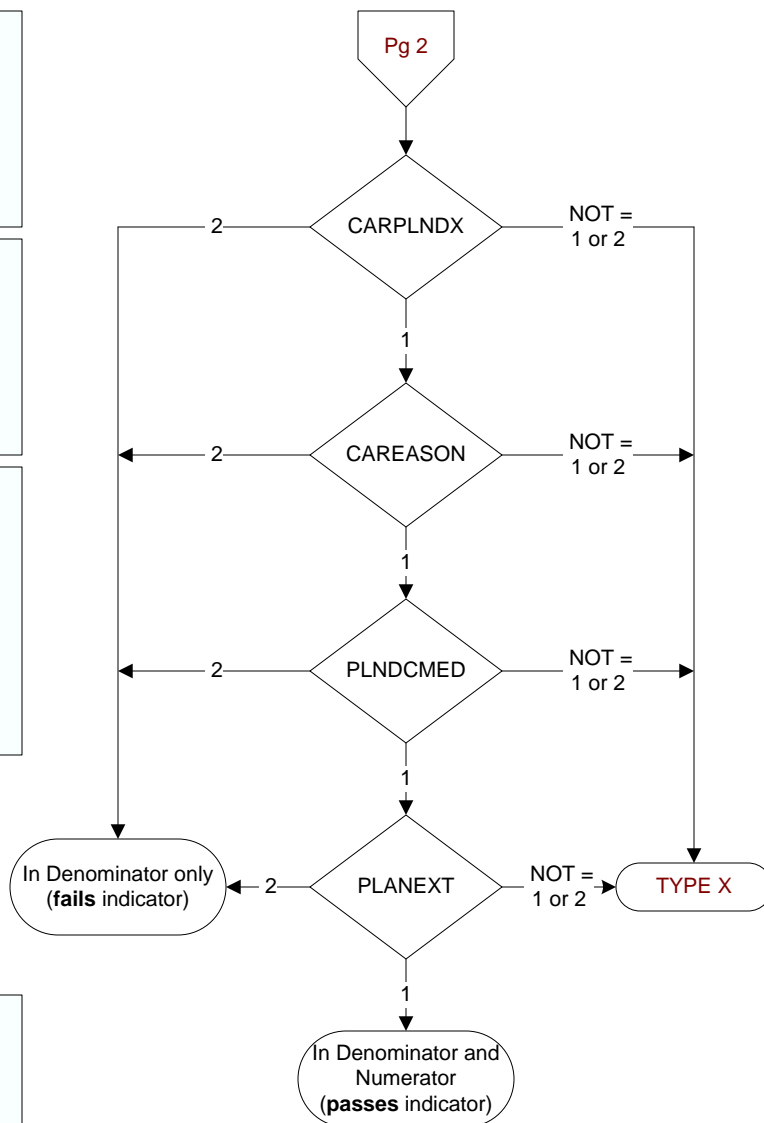 Pg 2
2
CARPLNDX
NOT =
1 or 2
1
2
CAREASON
NOT =
1 or 2
1
2
PLNDCMED
NOT =
1 or 2
1
In Denominator only
(fails indicator)
2
PLANEXT
NOT =
1 or 2
TYPE X
1
In Denominator and
Numerator
(passes indicator)